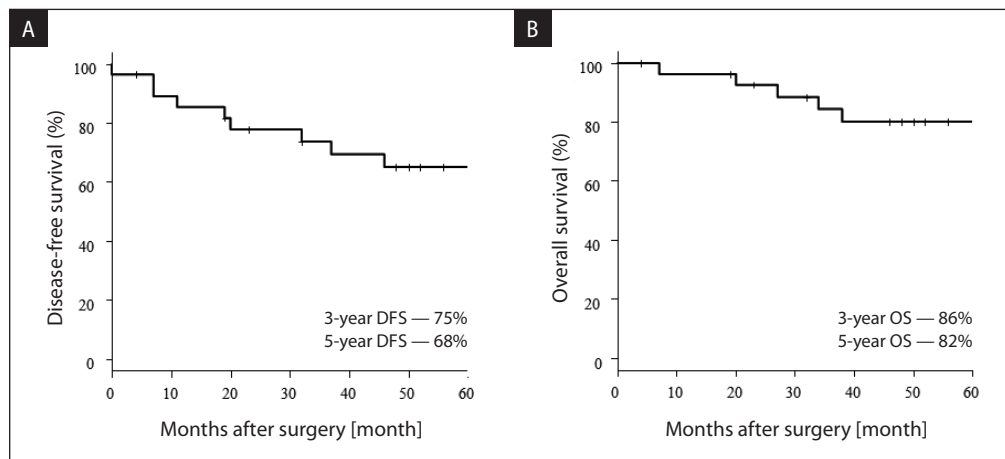 A
100
80
60
40
20
0
Disease-free survival (%)
3-year DFS — 75%
5-year DFS — 68%
0 10 20 30 40 50 60
Months after surgery [month]
B
100
80
60
40
20
0
Overall survival (%)
3-year OS — 86%
5-year OS — 82%
0 10 20 30 40 50 60
Months after surgery [month]